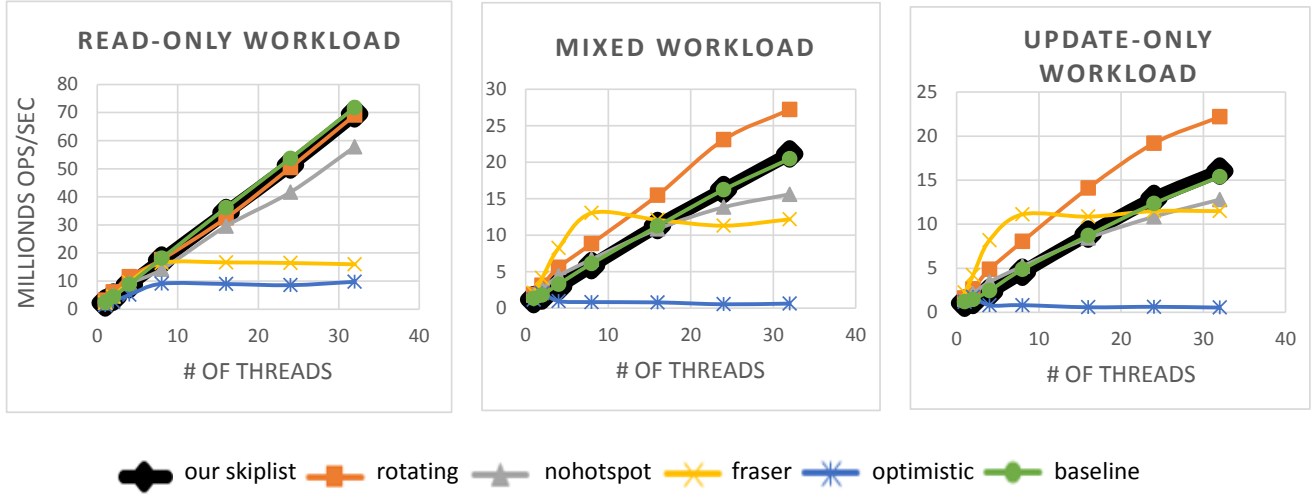 READ-ONLY WORKLOAD
MILLIONDS OPS/SEC
80
70
60
50
40
30
20
10
0
0 10 20 30 40
# OF THREADS
MIXED WORKLOAD
30
25
20
15
10
5
0
0 10 20 30 40
# OF THREADS
UPDATE-ONLY
WORKLOAD
25
20
15
10
5
0
0 10 20 30 40
# OF THREADS
our skiplist rotating nohotspot fraser optimistic baseline